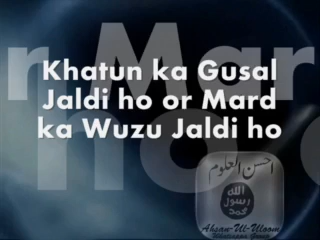 Khatun ka Gusal
Jaldi ho or Mard
ka Wuzu Jaldi ho
احسن العلوم
الله
رسول
محمد
Ahsan-Ul-Uloom